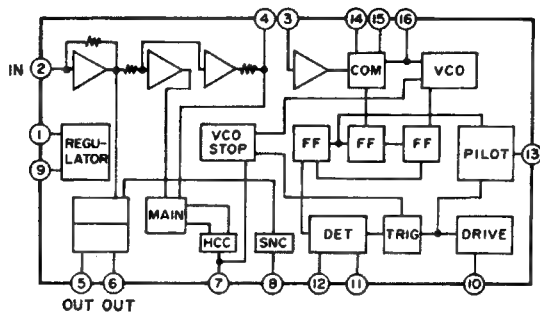 4 3 14 15 16
IN 2
COM
VCO
1
REGU-
LATOR
VCO
STOP
FF
FF
FF
PILOT
13
9
MAIN
HCC
SNC
DET
TRIG
DRIVE
5 6 7 8 12 11 10
OUT OUT